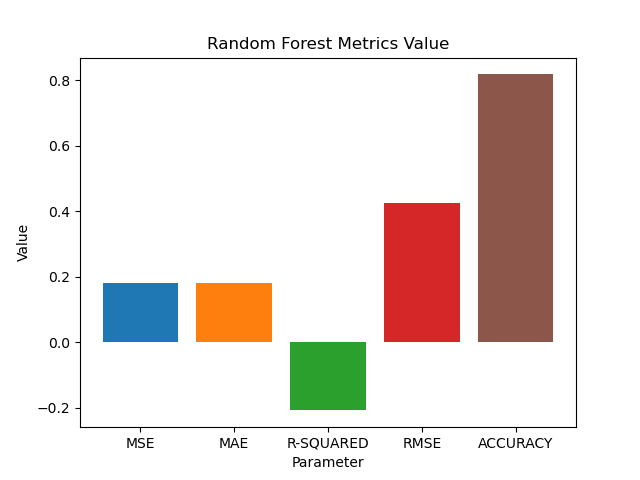 Random Forest Metrics Value
Value
0.8
0.6
0.4
0.2
0.0
−0.2
MSE MAE R-SQUARED RMSE ACCURACY
Parameter